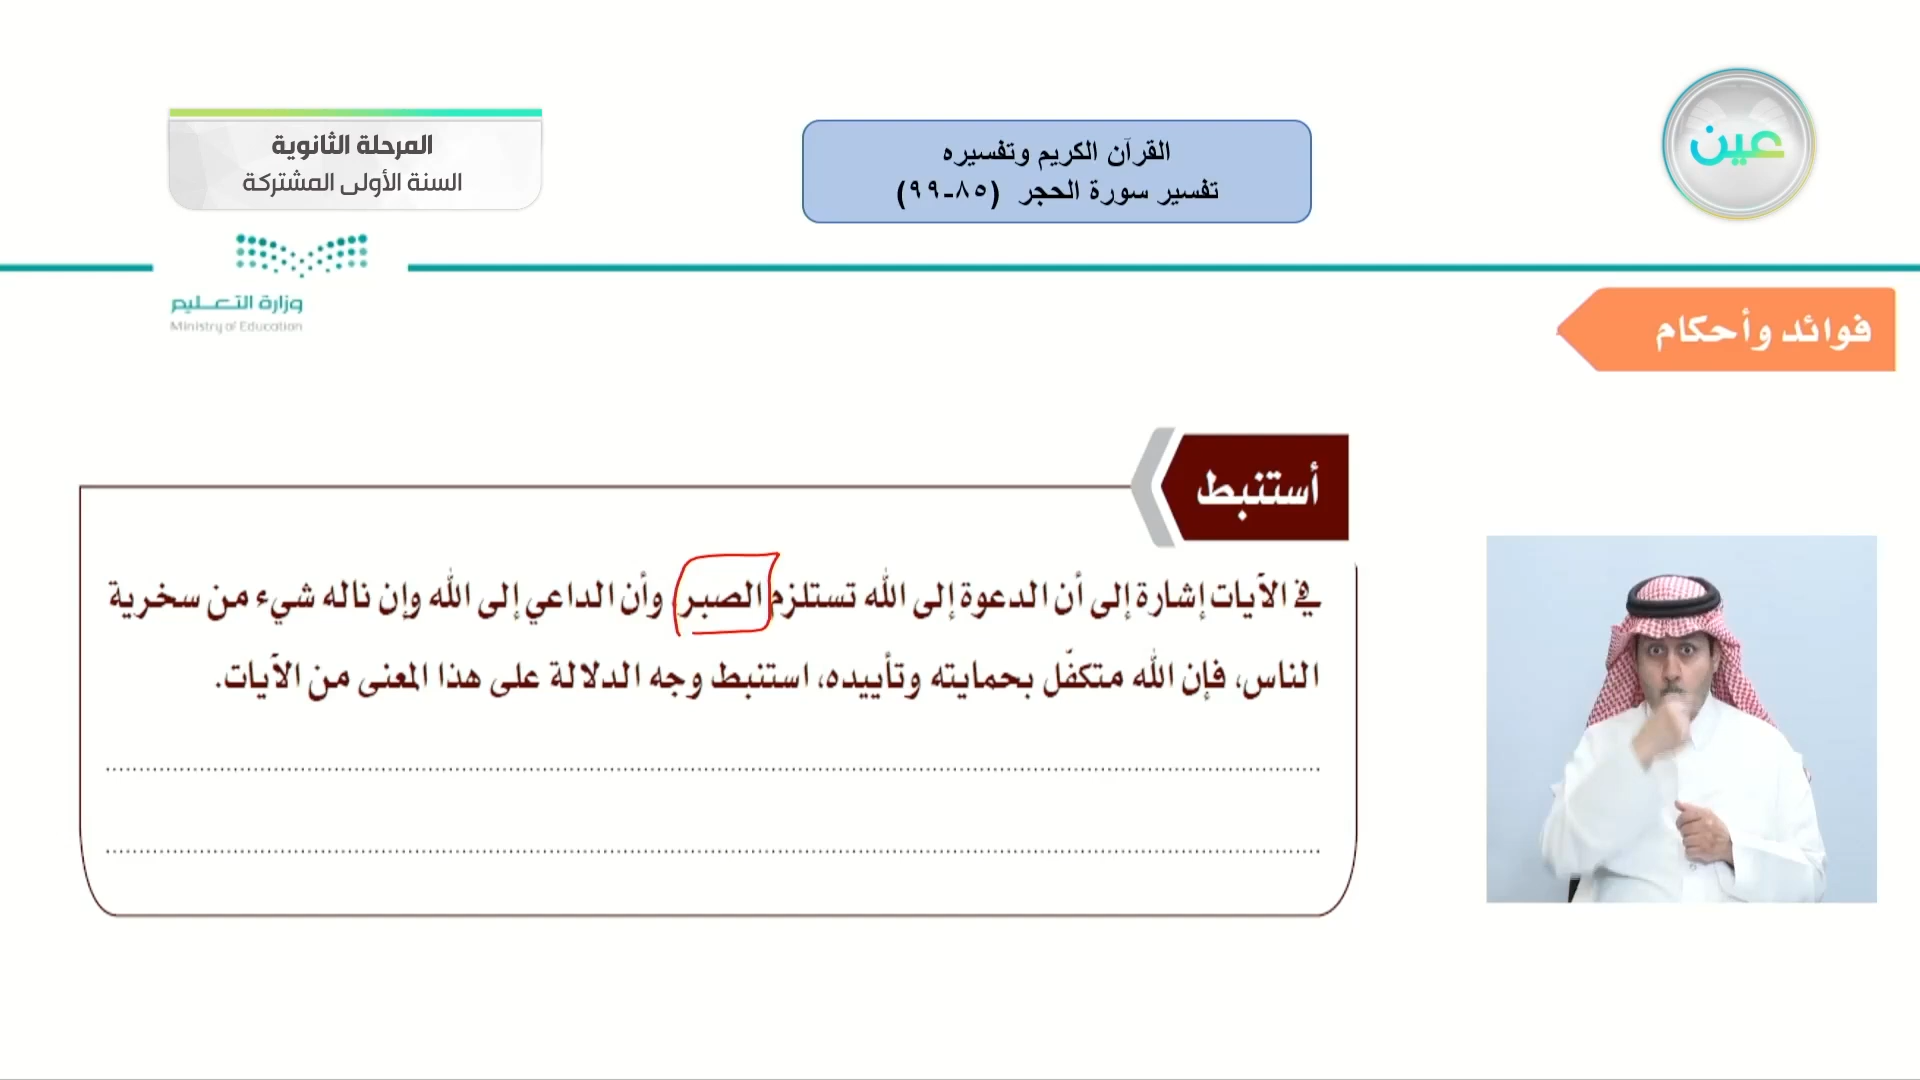 عين
القرآن الكريم وتفسيره
تفسير سورة الحجر (٨٥-٩٩)
المرحلة الثانوية
السنة الأولى المشتركة
وزارة التعليم
Ministry of Education
فوائد وأحكام
أستنبط
في الآيات إشارة إلى أن الدعوة إلى الله تستلزم الصبر، وأن الداعي إلى الله وإن ناله شيء من سخرية
الناس، فإن الله متكفّل بحمايته وتأييده، استنبط وجه الدلالة على هذا المعنى من الآيات.